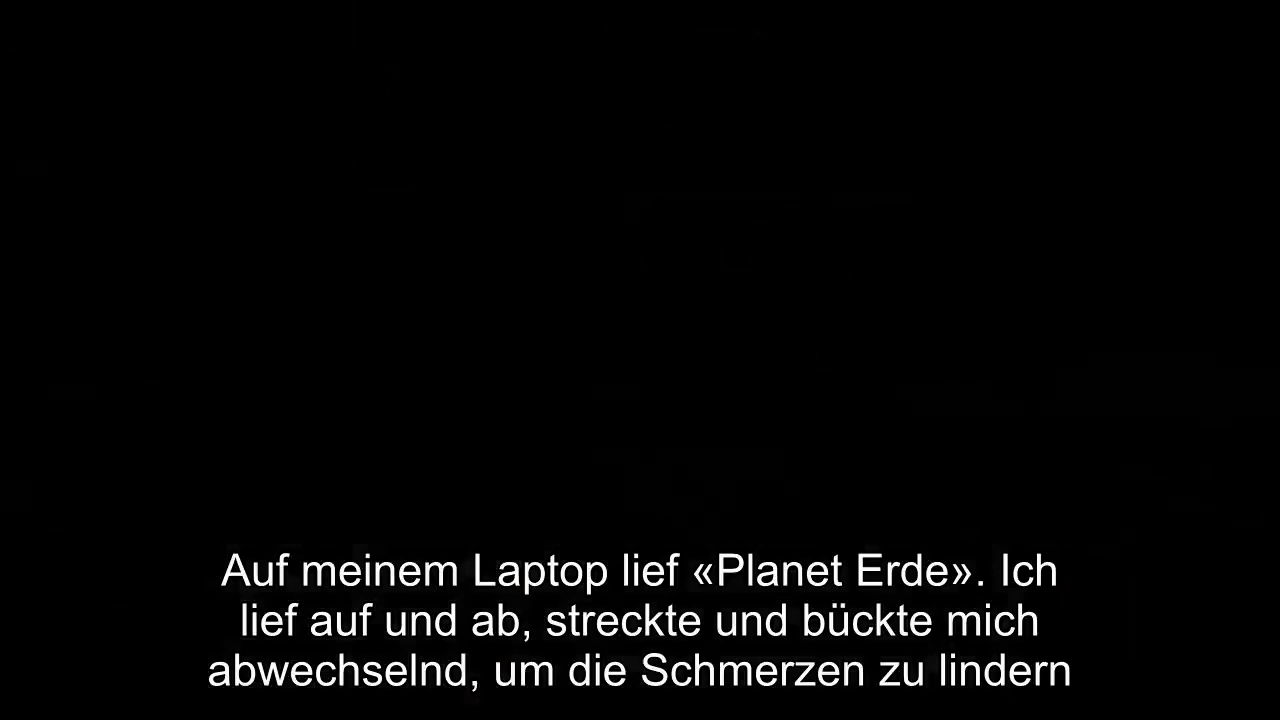 Auf meinem Laptop lief «Planet Erde». Ich
lief auf und ab, streckte und bückte mich
abwechselnd, um die Schmerzen zu lindern